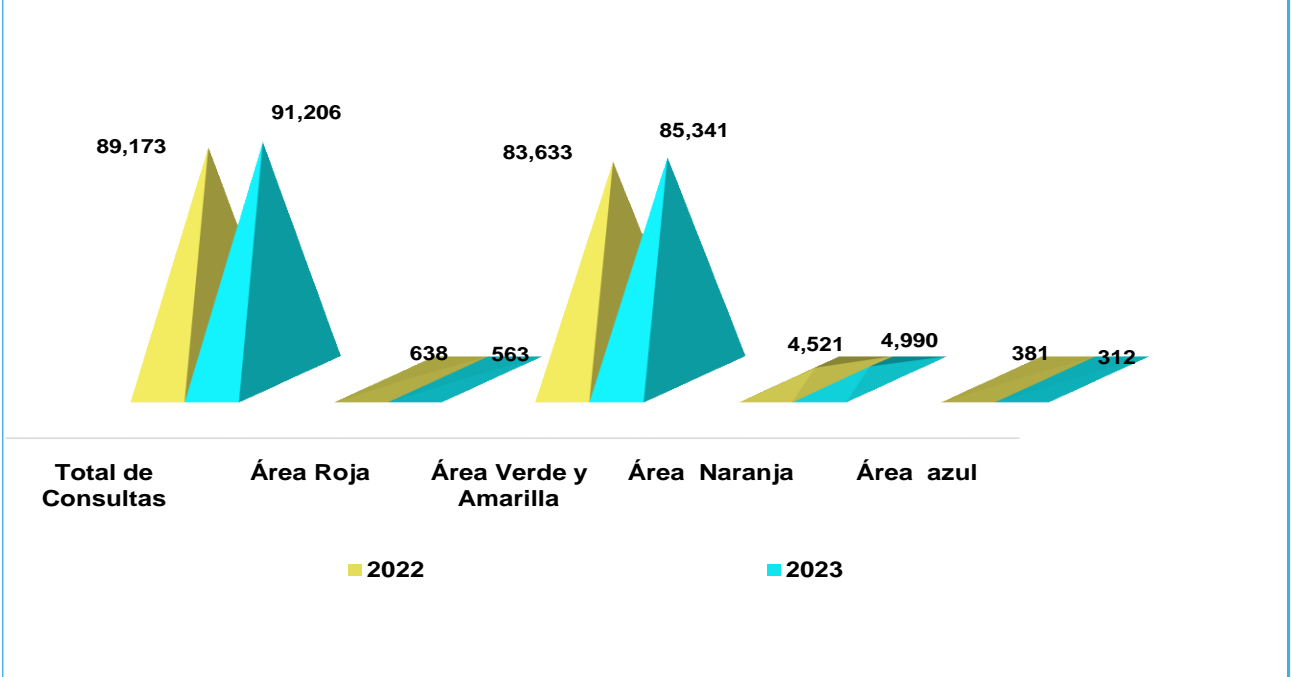 89,173
91,206
638
563
83,633
85,341
4,521
4,990
381
312
Total de
Consultas
Área Roja
Área Verde y
Amarilla
Área  Naranja
Área  azul
2022
2023